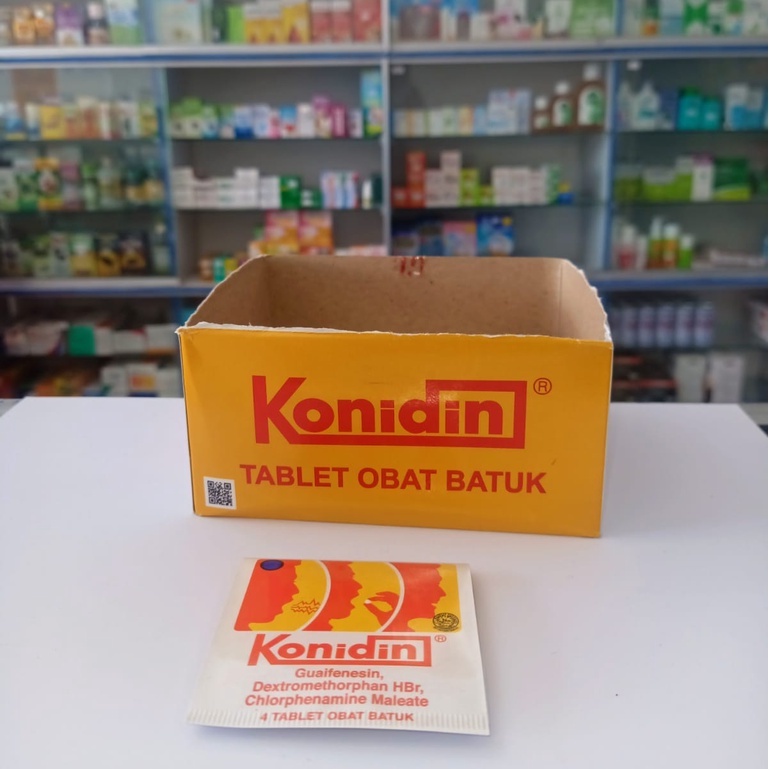 Konidin®
TABLET OBAT BATUK
Konidin®
Guaifenesin,
Dextromethorphan HBr,
Chlorphenamine Maleate
4 TABLET OBAT BATUK